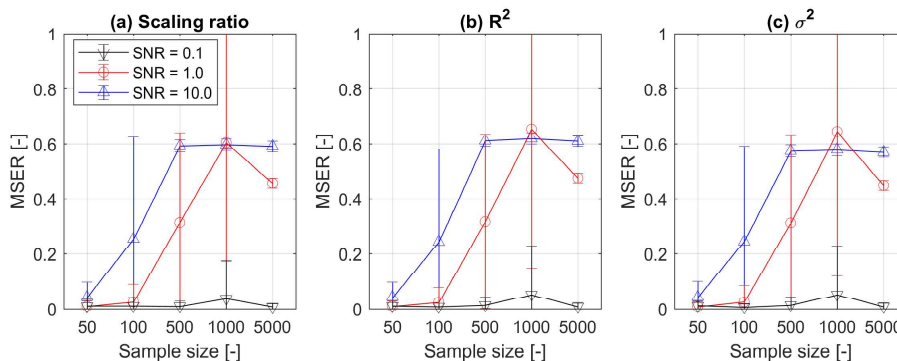 (a) Scaling ratio
(b) R²
(c) σ²
SNR = 0.1
SNR = 1.0
SNR = 10.0
MSER [-]
1
0.8
0.6
0.4
0.2
0
50 100 500 1000 5000
Sample size [-]
MSER [-]
1
0.8
0.6
0.4
0.2
0
50 100 500 1000 5000
Sample size [-]
MSER [-]
1
0.8
0.6
0.4
0.2
0
50 100 500 1000 5000
Sample size [-]